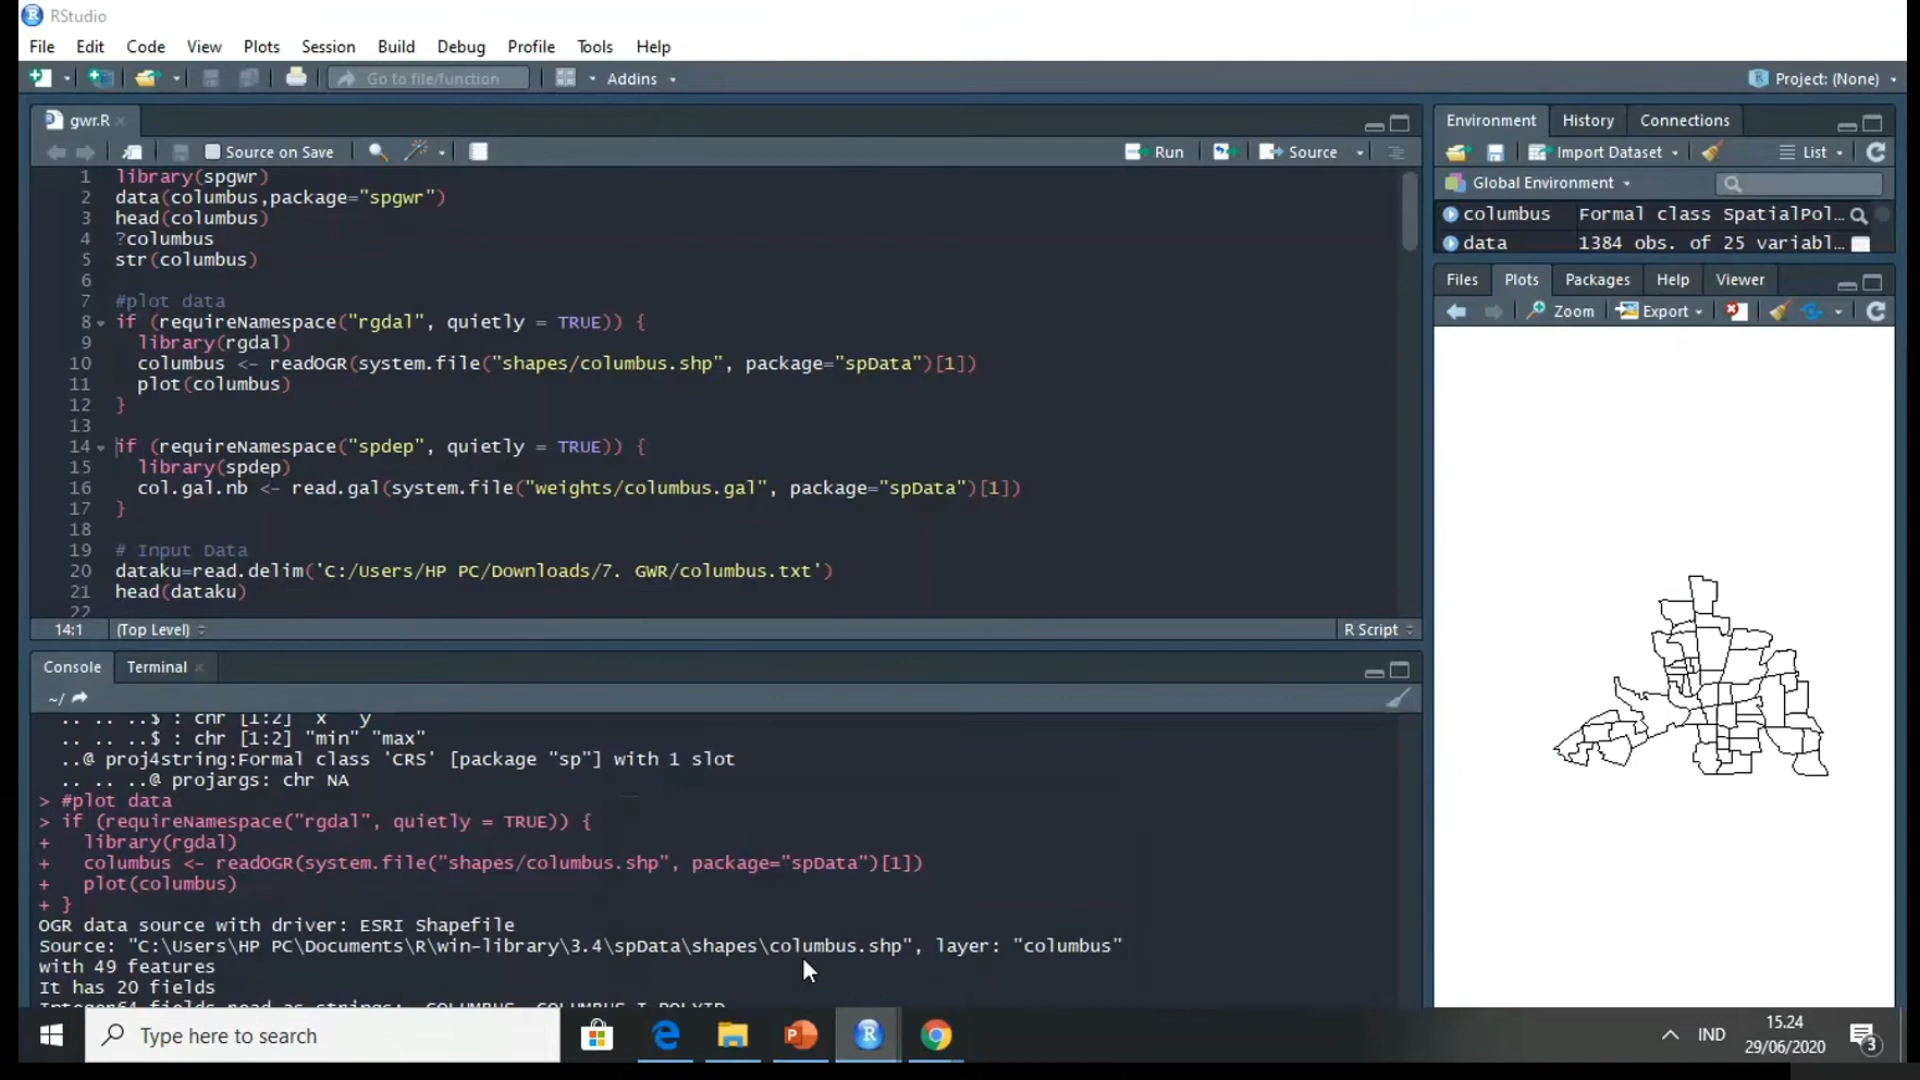 RStudio
File Edit Code View Plots Session Build Debug Profile Tools Help
Go to file/function Addins Project: (None)
gwr.R
Source on Save Run Source
1 library(spgwr)
2 data(columbus,package="spgwr")
3 head(columbus)
4 ?columbus
5 str(columbus)
6
7 #plot data
8 if (requireNamespace("rgdal", quietly = TRUE)) {
9 library(rgdal)
10 columbus <- readOGR(system.file("shapes/columbus.shp", package="spData")[1])
11 plot(columbus)
12 }
13
14 if (requireNamespace("spdep", quietly = TRUE)) {
15 library(spdep)
16 col.gal.nb <- read.gal(system.file("weights/columbus.gal", package="spData")[1])
17 }
18
19 # Input Data
20 dataku=read.delim('C:/Users/HP PC/Downloads/7. GWR/columbus.txt')
21 head(dataku)
22
14:1 (Top Level) R Script
Console Terminal
~/
.. .. ..$ : chr [1:2] "x" "y"
.. .. ..$ : chr [1:2] "min" "max"
..@ proj4string:Formal class 'CRS' [package "sp"] with 1 slot
.. .. ..@ projargs: chr NA
> #plot data
> if (requireNamespace("rgdal", quietly = TRUE)) {
+ library(rgdal)
+ columbus <- readOGR(system.file("shapes/columbus.shp", package="spData")[1])
+ plot(columbus)
+ }
OGR data source with driver: ESRI Shapefile
Source: "C:\Users\HP PC\Documents\R\win-library\3.4\spData\shapes\columbus.shp", layer: "columbus"
with 49 features
It has 20 fields
Integer64 fields read as strings: COLUMBUS_ COLUMBUS_I POLYID
Environment History Connections
Import Dataset List
Global Environment
columbus Formal class SpatialPol…
data 1384 obs. of 25 variabl…
Files Plots Packages Help Viewer
Zoom Export
Type here to search
IND
15.24
29/06/2020
3